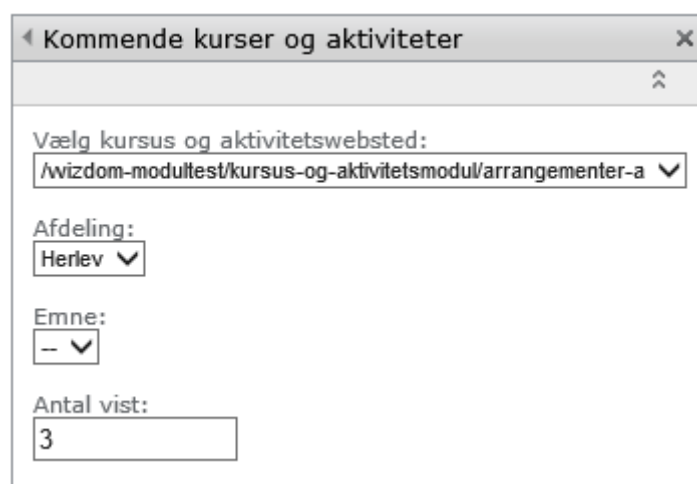 Kommende kurser og aktiviteter
Vælg kursus og aktivitetswebsted:
/wizdom-modultest/kursus-og-aktivitetsmodul/arrangementer-a
Afdeling:
Herlev
Emne:
--
Antal vist:
3